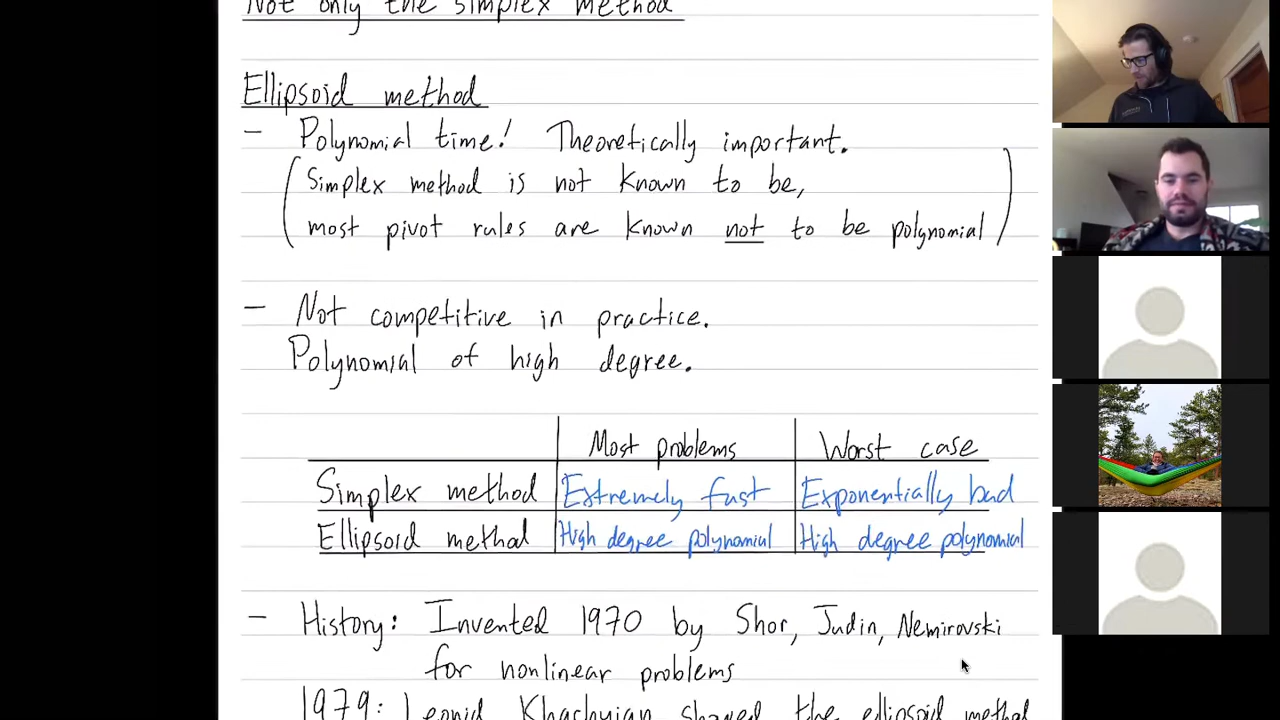 Not only the simplex method
Ellipsoid method
- Polynomial time! Theoretically important.
(Simplex method is not known to be,
most pivot rules are known not to be polynomial)
- Not competitive in practice.
Polynomial of high degree.
Most problems Worst case
Simplex method Extremely fast Exponentially bad
Ellipsoid method High degree polynomial High degree polynomial
- History: Invented 1970 by Shor, Judin, Nemirovski
for nonlinear problems
1979: Leonid Khachyian showed the ellipsoid method